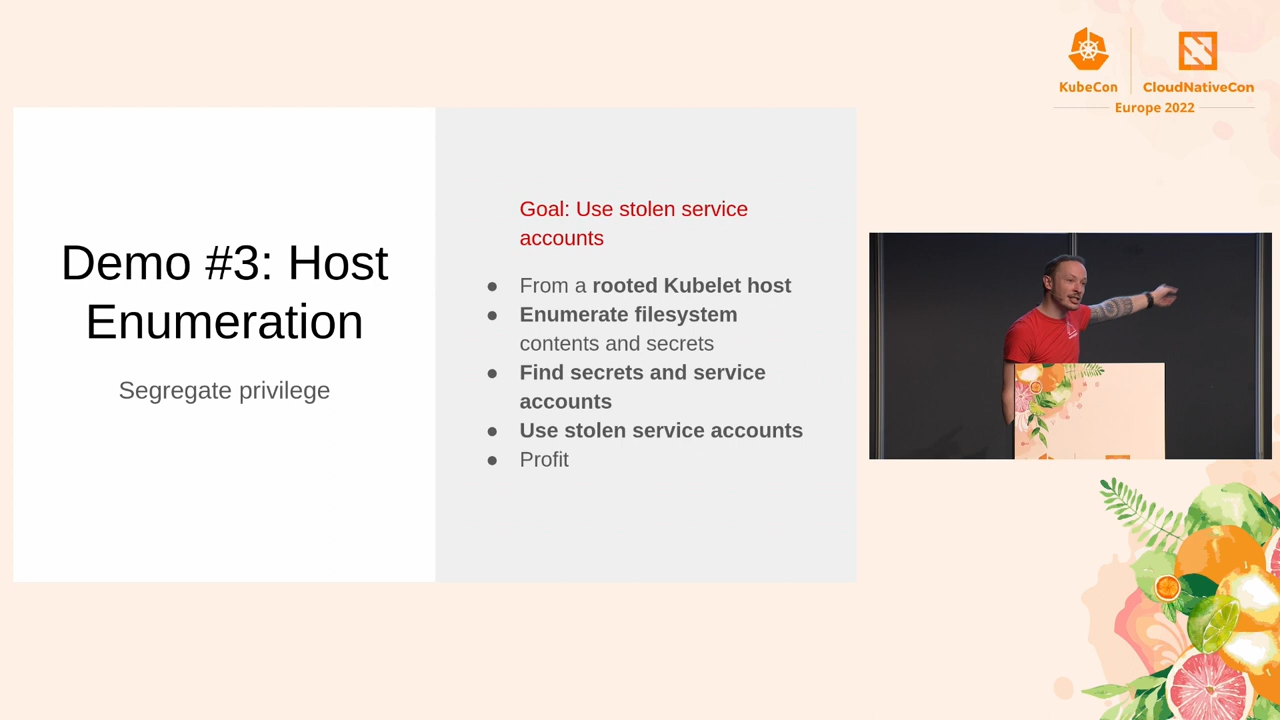 KubeCon
CloudNativeCon
Europe 2022
Demo #3: Host
Enumeration
Segregate privilege
Goal: Use stolen service
accounts
● From a rooted Kubelet host
● Enumerate filesystem
contents and secrets
● Find secrets and service
accounts
● Use stolen service accounts
● Profit